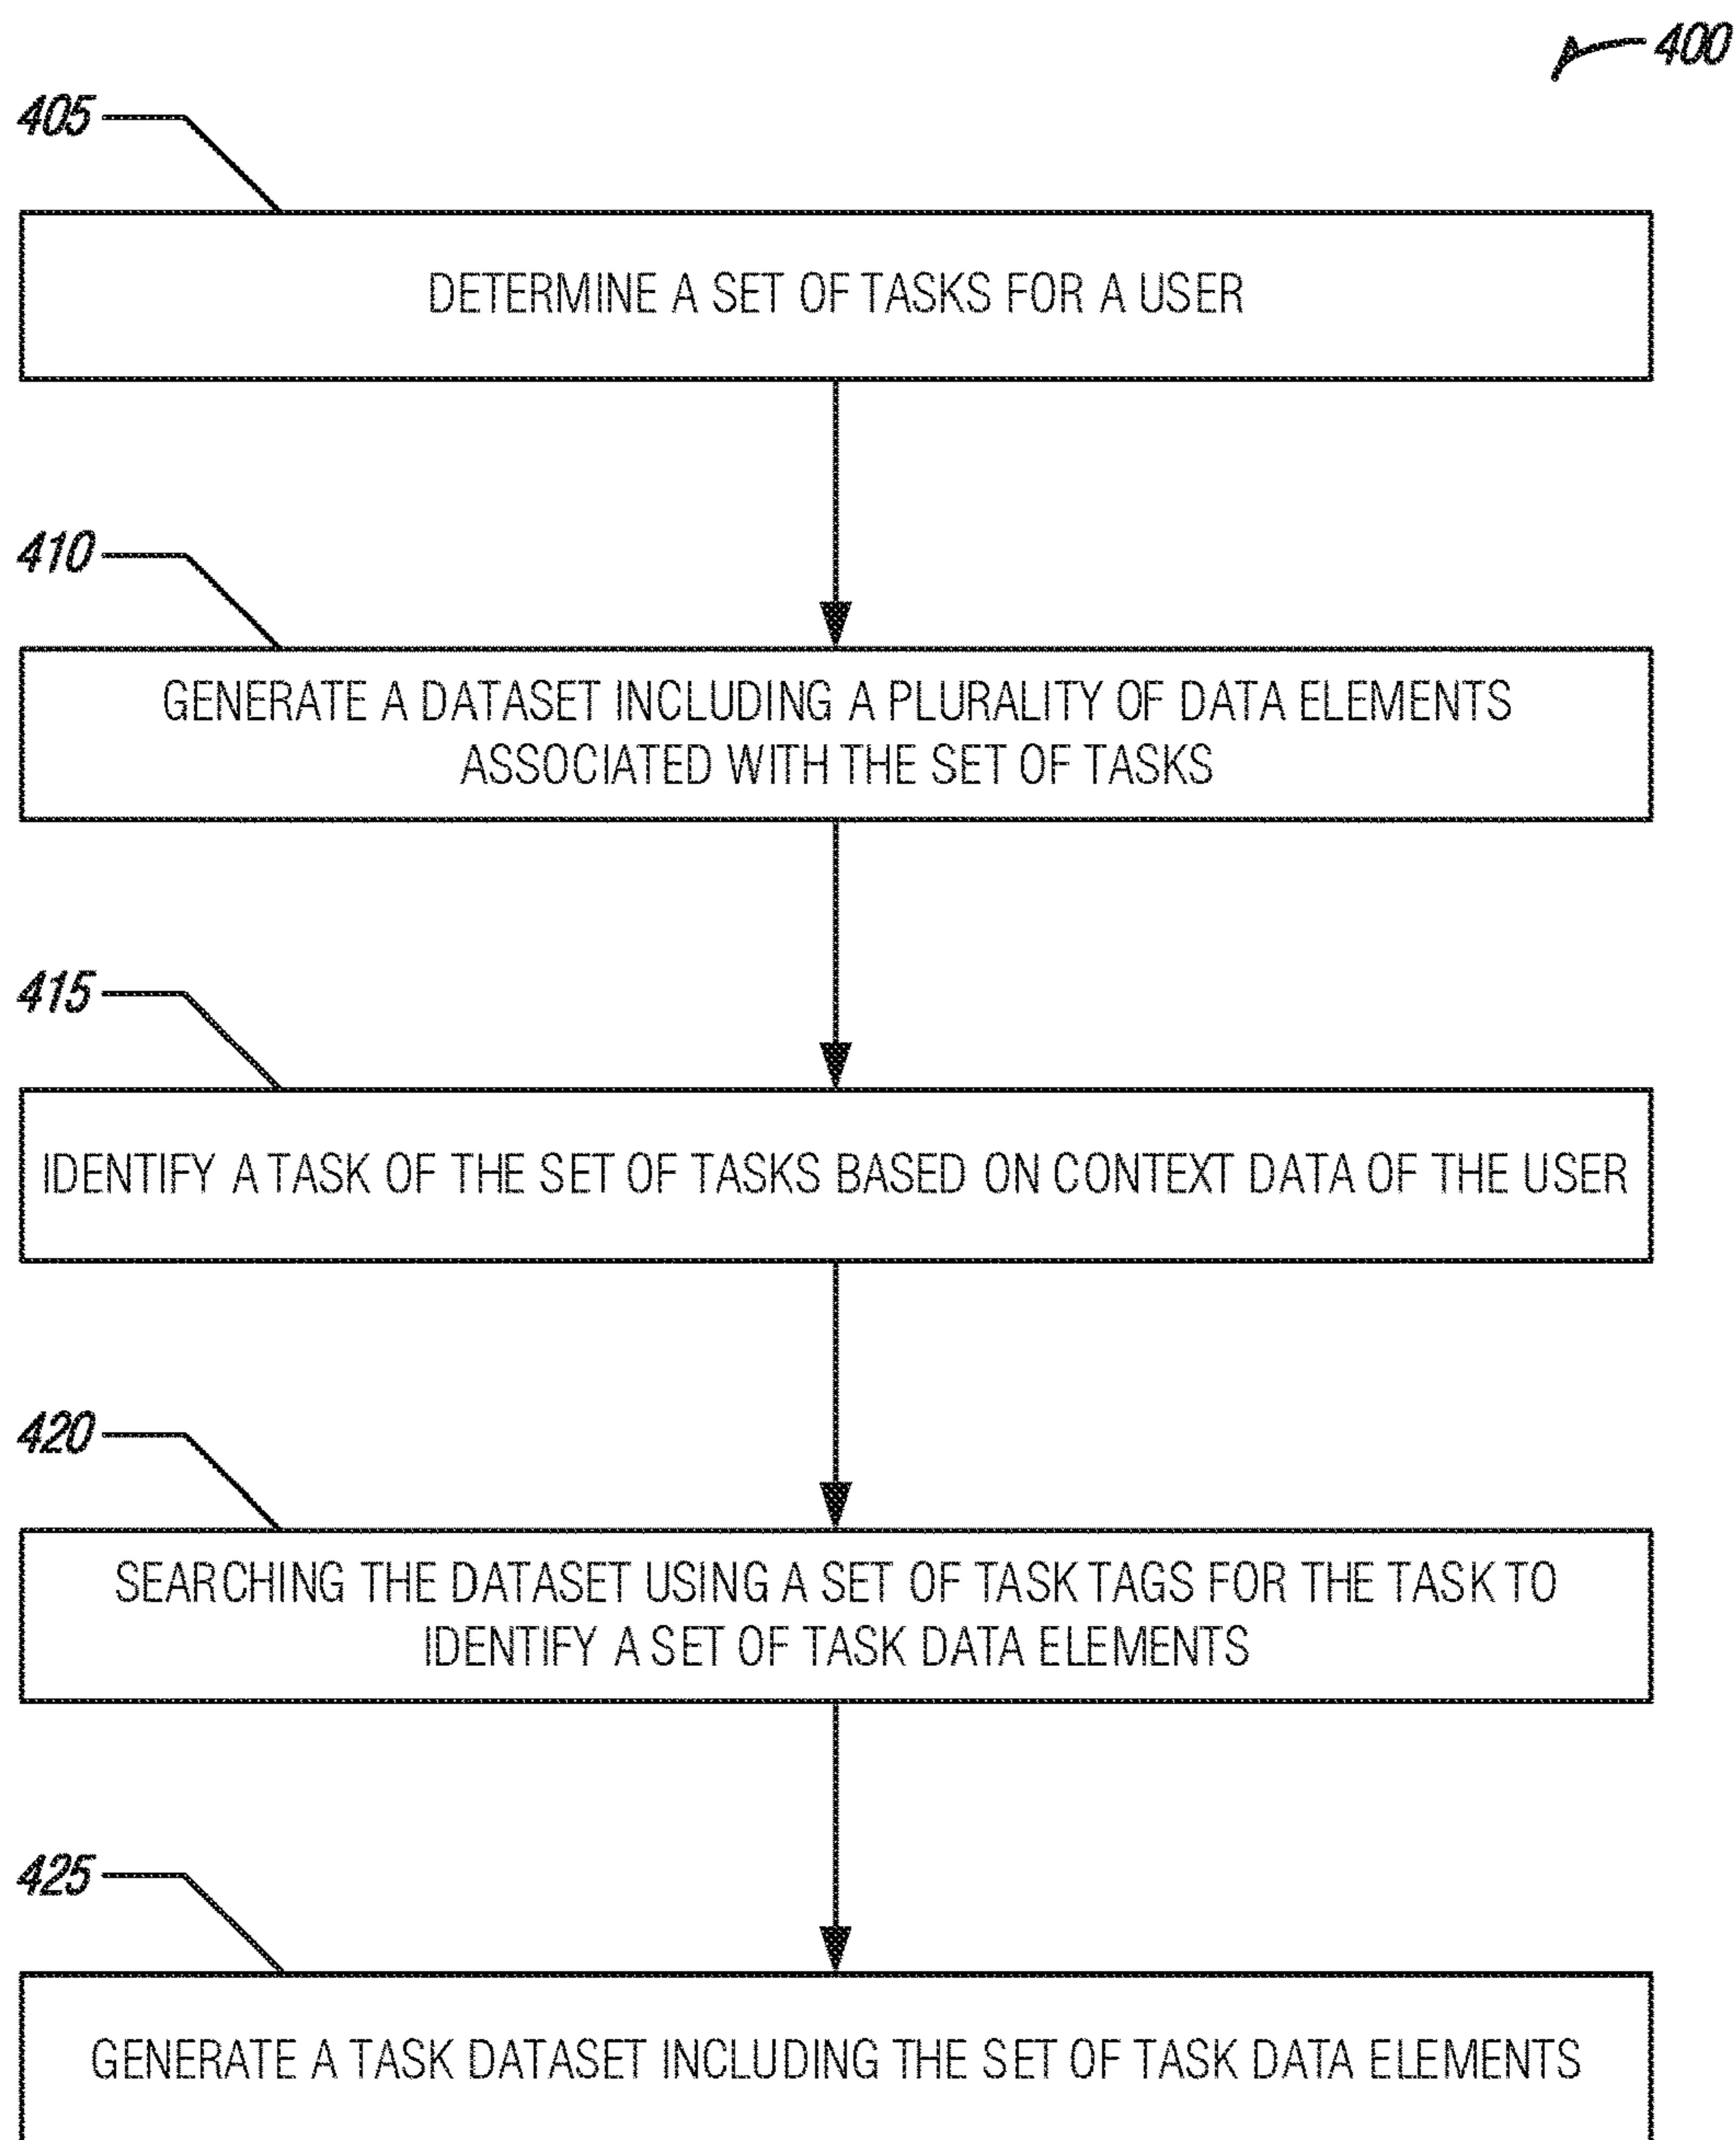 400
405
DETERMINE A SET OF TASKS FOR A USER
410
GENERATE A DATASET INCLUDING A PLURALITY OF DATA ELEMENTS
ASSOCIATED WITH THE SET OF TASKS
415
IDENTIFY A TASK OF THE SET OF TASKS BASED ON CONTEXT DATA OF THE USER
420
SEARCHING THE DATASET USING A SET OF TASK TAGS FOR THE TASK TO
IDENTIFY A SET OF TASK DATA ELEMENTS
425
GENERATE A TASK DATASET INCLUDING THE SET OF TASK DATA ELEMENTS